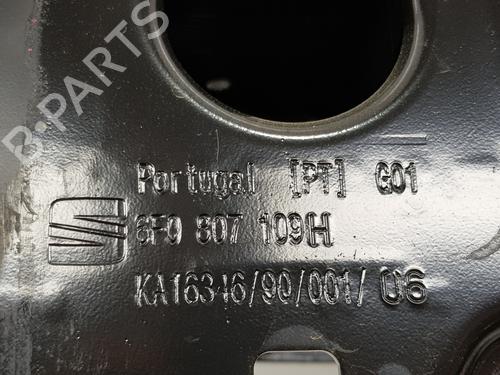 B-PARTS
Portugal [PT] G01
6F0 807 109H
KA16346/90/001/06